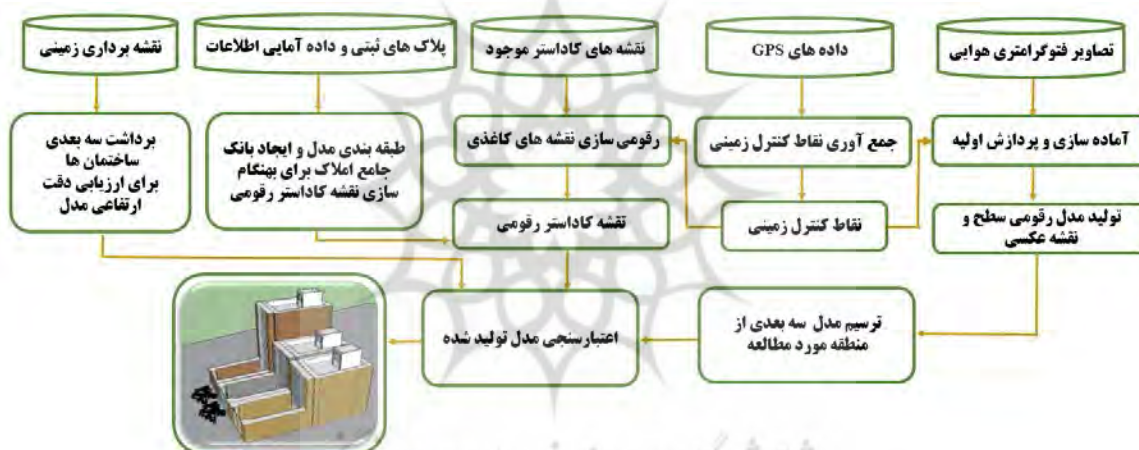 تصاویر فتوگرامتری هوایی
داده های GPS
نقشه های کاداستر موجود
پلاک های ثبتی و داده آمایی اطلاعات
نقشه برداری زمینی
آماده سازی و پردازش اولیه
جمع آوری نقاط کنترل زمینی
رقومی سازی نقشه های کاغذی
طبقه بندی مدل و ایجاد بانک
جامع املاک برای بهنگام
سازی نقشه کاداستر رقومی
برداشت سه بعدی
ساختمان ها
برای ارزیابی دقت
ارتفاعی مدل
تولید مدل رقومی سطح و
نقشه عکسی
نقاط کنترل زمینی
نقشه کاداستر رقومی
ترسیم مدل سه بعدی از
منطقه مورد مطالعه
اعتبارسنجی مدل تولید شده